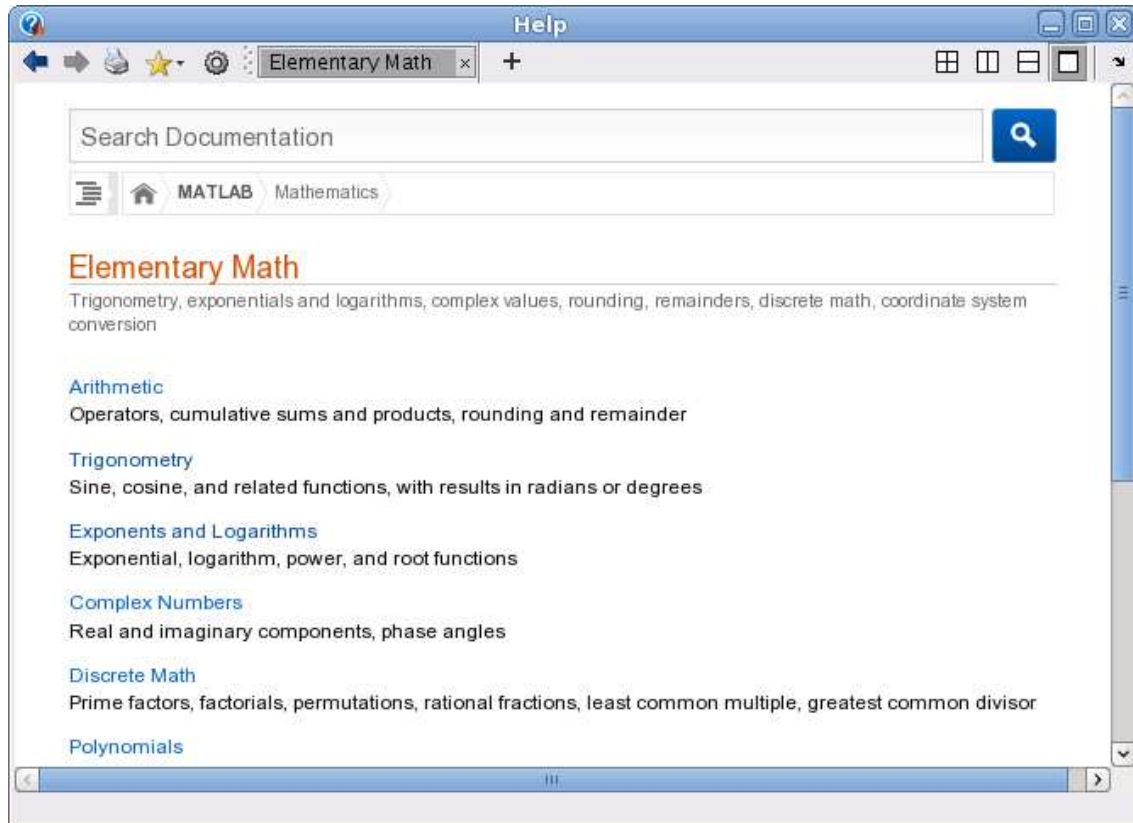 Help
Elementary Math
Search Documentation
MATLAB Mathematics
Elementary Math
Trigonometry, exponentials and logarithms, complex values, rounding, remainders, discrete math, coordinate system
conversion
Arithmetic
Operators, cumulative sums and products, rounding and remainder
Trigonometry
Sine, cosine, and related functions, with results in radians or degrees
Exponents and Logarithms
Exponential, logarithm, power, and root functions
Complex Numbers
Real and imaginary components, phase angles
Discrete Math
Prime factors, factorials, permutations, rational fractions, least common multiple, greatest common divisor
Polynomials